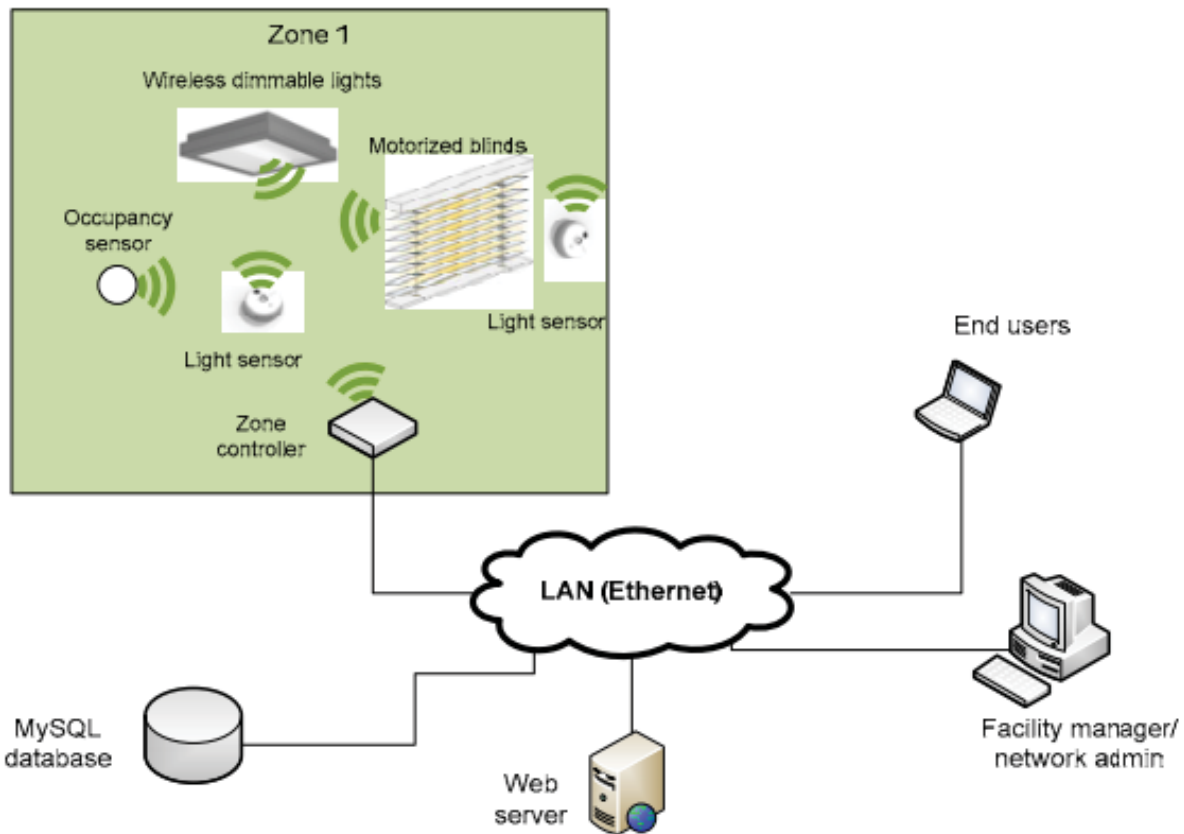 Zone 1
Wireless dimmable lights
Motorized blinds
Occupancy
sensor
Light sensor
Light sensor
Zone
controller
End users
LAN (Ethernet)
MySQL
database
Web
server
Facility manager/
network admin